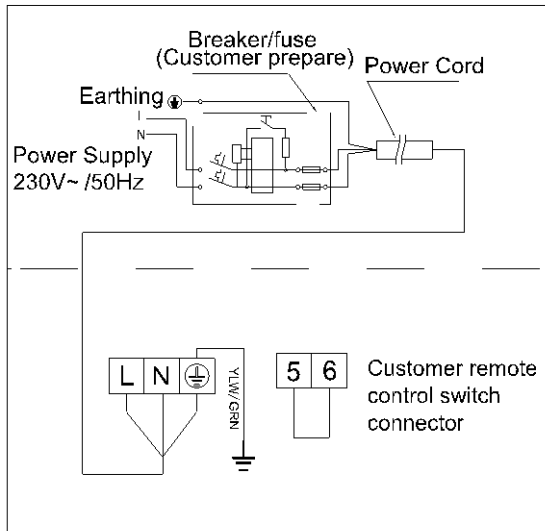 Breaker/fuse
(Customer prepare)
Power Cord
Earthing
L
N
Power Supply
230V~ /50Hz
L N
YLW/GRN
5 6
Customer remote
control switch
connector